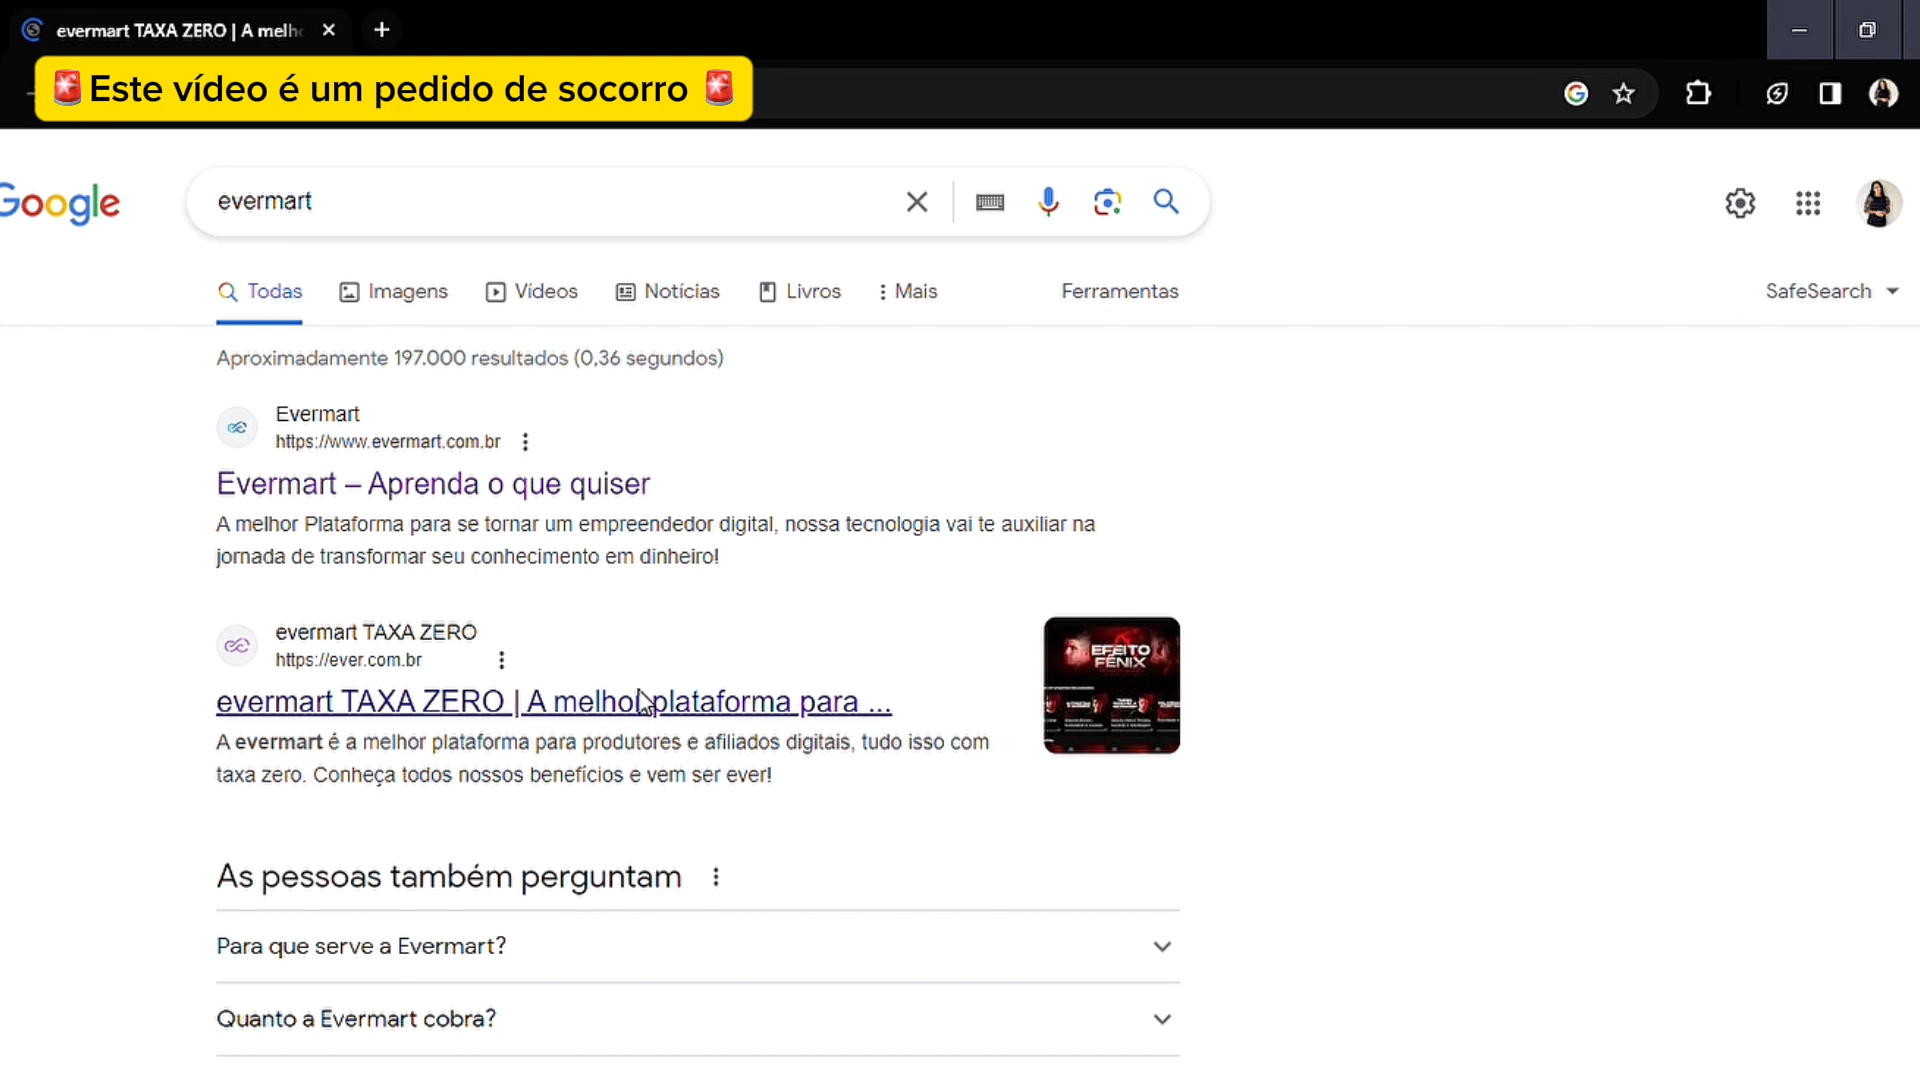 evermart TAXA ZERO | A melh
🚨Este vídeo é um pedido de socorro 🚨
Google
evermart
Todas
Imagens
Vídeos
Notícias
Livros
Mais
Ferramentas
SafeSearch
Aproximadamente 197.000 resultados (0,36 segundos)
Evermart
https://www.evermart.com.br
Evermart – Aprenda o que quiser
A melhor Plataforma para se tornar um empreendedor digital, nossa tecnologia vai te auxiliar na
jornada de transformar seu conhecimento em dinheiro!
evermart TAXA ZERO
https://ever.com.br
evermart TAXA ZERO | A melhor plataforma para ...
A evermart é a melhor plataforma para produtores e afiliados digitais, tudo isso com
taxa zero. Conheça todos nossos benefícios e vem ser ever!
EFEITO
FÊNIX
As pessoas também perguntam
Para que serve a Evermart?
Quanto a Evermart cobra?